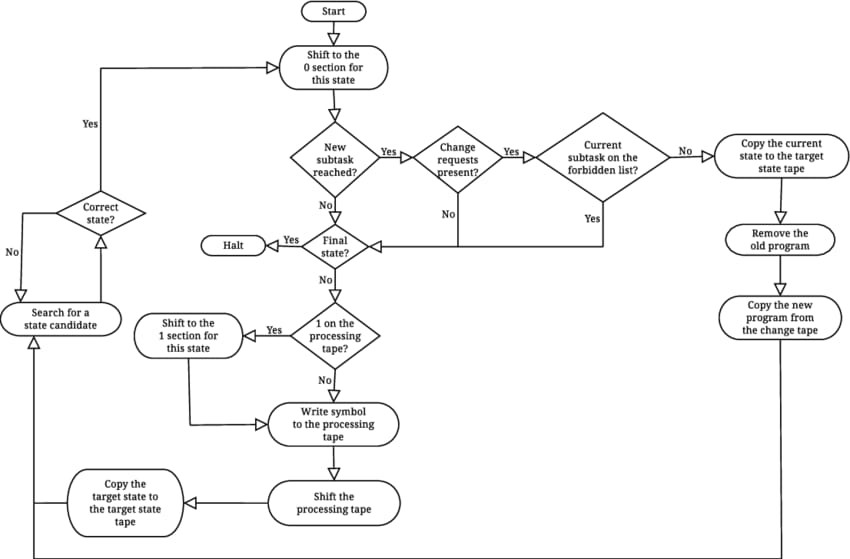 Start
Shift to the
0 section for
this state
Yes
New
subtask
reached?
Yes
Change
requests
present?
Yes
Current
subtask on the
forbidden list?
No
Copy the current
state to the target
state tape
Correct
state?
No
No
No
Yes
Halt
Yes
Final
state?
Remove the
old program
No
Search for a
state candidate
Shift to the
1 section for
this state
Yes
1 on the
processing
tape?
Copy the new
program from
the change tape
No
Write symbol
to the processing
tape
Copy the
target state to
the target state
tape
Shift the
processing tape